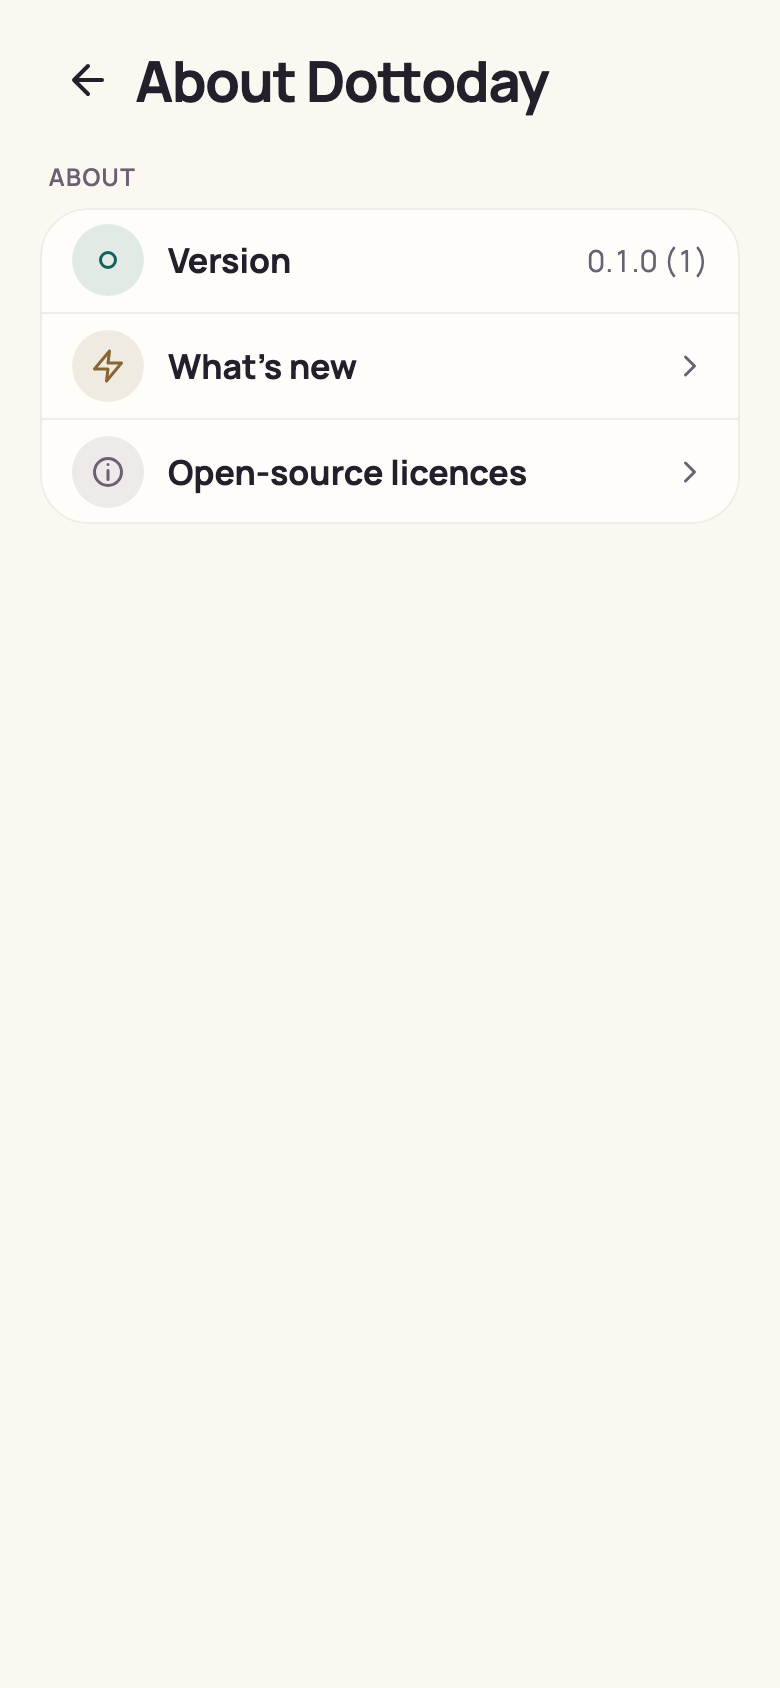 About Dottoday
ABOUT
Version 0.1.0 (1)
What’s new
Open-source licences